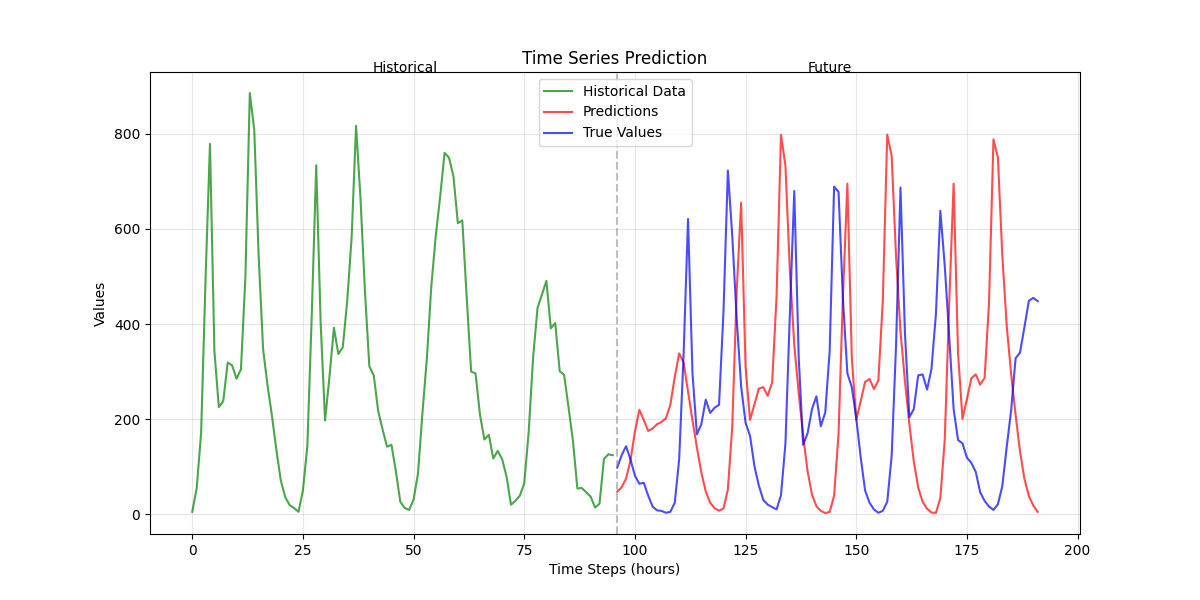 Time Series Prediction
Historical
Future
Historical Data
Predictions
True Values
Values
800
600
400
200
0
0
25
50
75
100
125
150
175
200
Time Steps (hours)